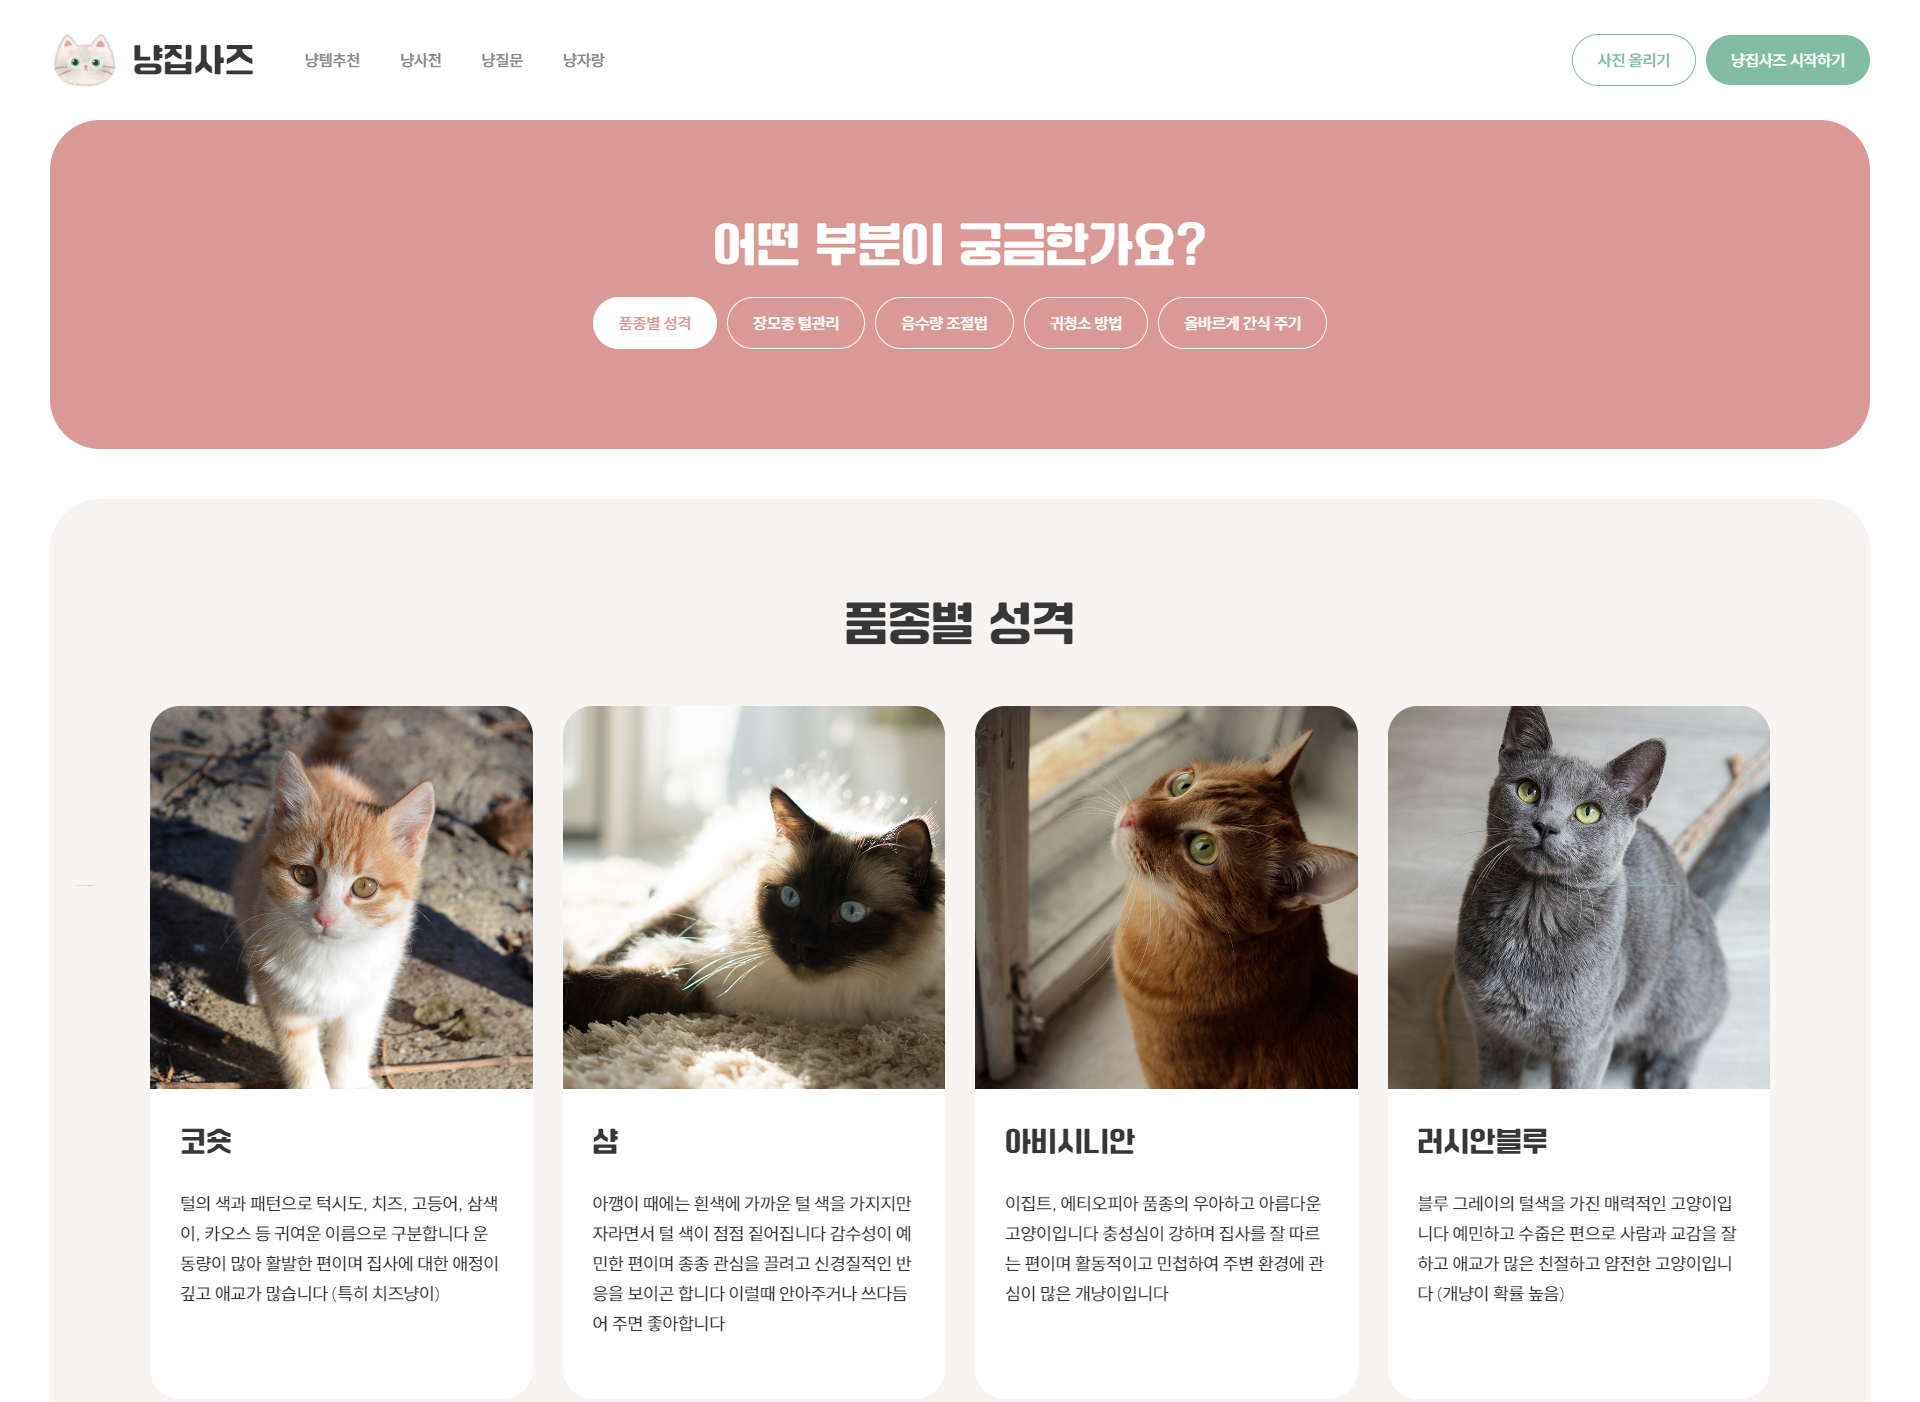 냥집사즈
냥템추천
냥사전
냥질문
냥자랑
사진 올리기
냥집사즈 시작하기
어떤 부분이 궁금한가요?
품종별 성격
장모종 털관리
음수량 조절법
귀청소 방법
올바르게 간식 주기
품종별 성격
코숏
털의 색과 패턴으로 턱시도, 치즈, 고등어, 삼색
이, 카오스 등 귀여운 이름으로 구분합니다 운
동량이 많아 활발한 편이며 집사에 대한 애정이
깊고 애교가 많습니다 (특히 치즈냥이)
샴
아깽이 때에는 흰색에 가까운 털 색을 가지지만
자라면서 털 색이 점점 짙어집니다 감수성이 예
민한 편이며 종종 관심을 끌려고 신경질적인 반
응을 보이곤 합니다 이럴때 안아주거나 쓰다듬
어 주면 좋아합니다
아비시니안
이집트, 에티오피아 품종의 우아하고 아름다운
고양이입니다 충성심이 강하며 집사를 잘 따르
는 편이며 활동적이고 민첩하여 주변 환경에 관
심이 많은 개냥이입니다
러시안블루
블루 그레이의 털색을 가진 매력적인 고양이입
니다 예민하고 수줍은 편으로 사람과 교감을 잘
하고 애교가 많은 친절하고 얌전한 고양이입니
다 (개냥이 확률 높음)